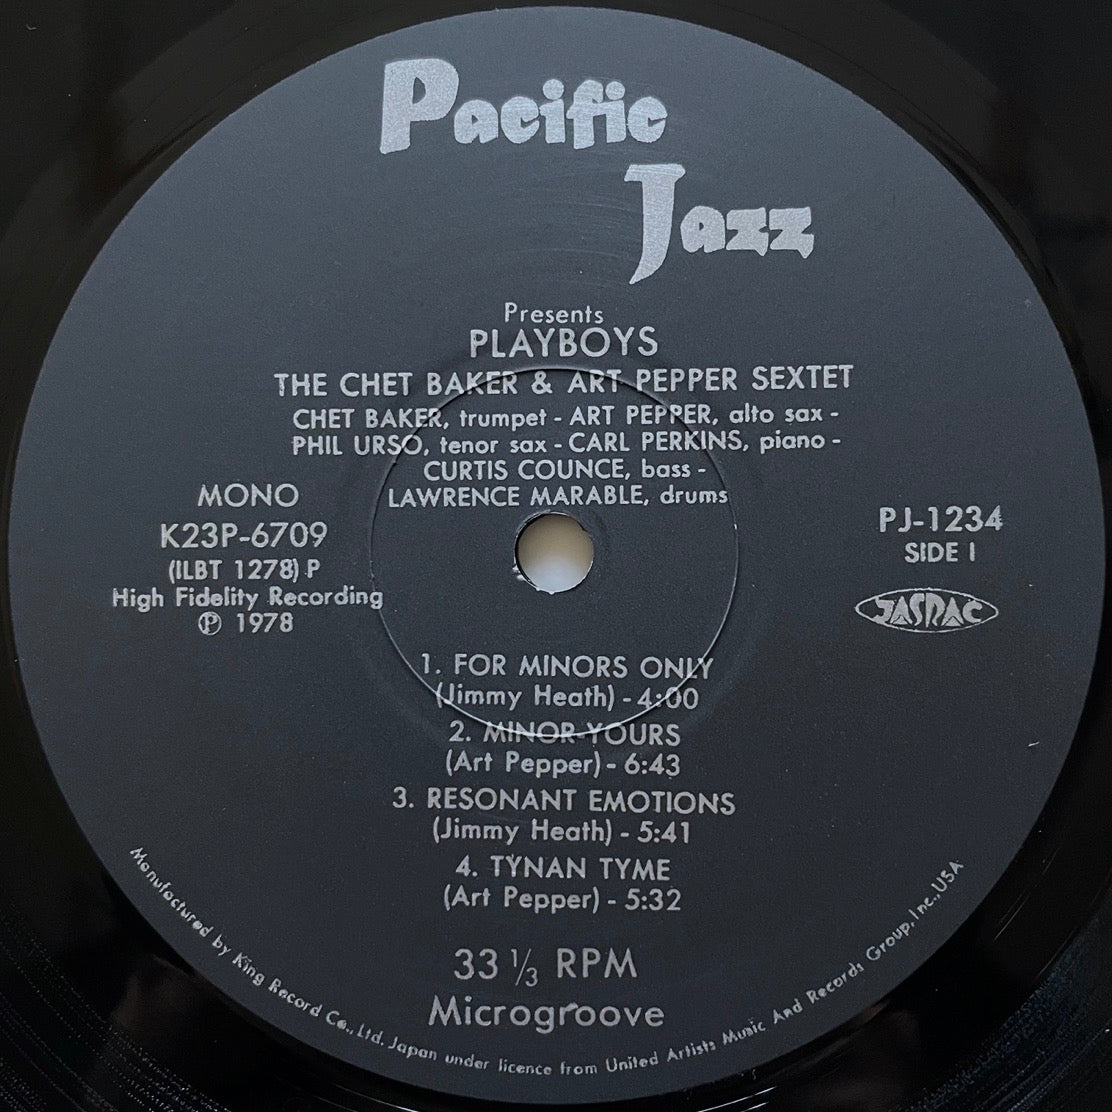 Pacific
Jazz
Presents
PLAYBOYS
THE CHET BAKER & ART PEPPER SEXTET
CHET BAKER, trumpet - ART PEPPER, alto sax -
PHIL URSO, tenor sax - CARL PERKINS, piano -
CURTIS COUNCE, bass -
LAWRENCE MARABLE, drums
MONO
K23P-6709
(ILBT 1278) P
High Fidelity Recording
℗ 1978
PJ-1234
SIDE 1
JASRAC
1. FOR MINORS ONLY
(Jimmy Heath) - 4:00
2. MINOR-YOURS
(Art Pepper) - 6:43
3. RESONANT EMOTIONS
(Jimmy Heath) - 5:41
4. TYNAN TYME
(Art Pepper) - 5:32
33 1/3 RPM
Microgroove
Manufactured by King Record Co., Ltd. Japan under licence from United Artists Music And Records Group, Inc., USA